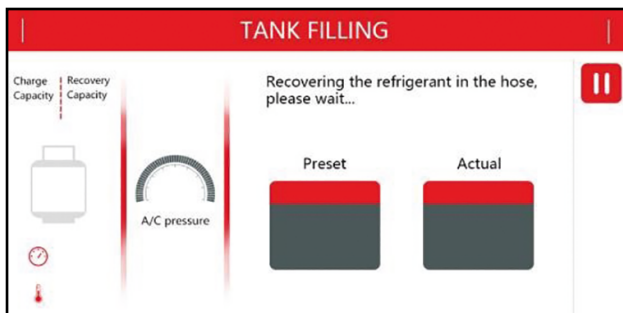 TANK FILLING
Charge Capacity
Recovery Capacity
A/C pressure
Recovering the refrigerant in the hose,
please wait...
Preset
Actual